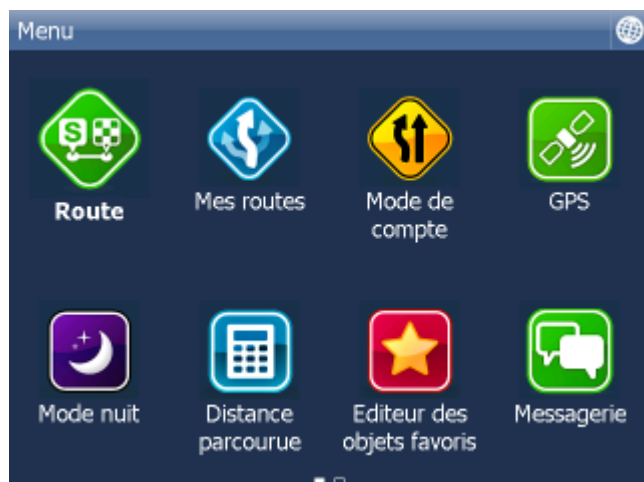 Menu
S
Route
Mes routes
Mode de
compte
GPS
Mode nuit
Distance
parcourue
Editeur des
objets favoris
Messagerie